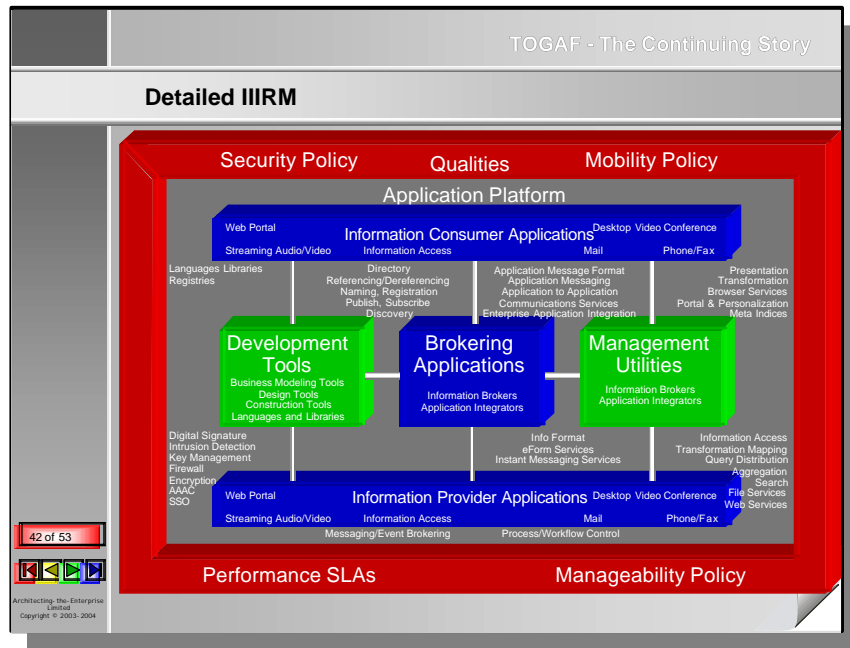 TOGAF - The Continuing Story
Detailed IIIRM
Security Policy
Qualities
Mobility Policy
Application Platform
Web Portal
Information Consumer Applications
Desktop Video Conference
Streaming Audio/Video
Information Access
Mail
Phone/Fax
Languages Libraries
Registries
Directory
Referencing/Dereferencing
Naming, Registration
Publish, Subscribe
Discovery
Application Message Format
Application Messaging
Application to Application
Communications Services
Enterprise Application Integration
Presentation
Transformation
Browser Services
Portal & Personalization
Meta Indices
Development
Tools
Business Modeling Tools
Design Tools
Construction Tools
Languages and Libraries
Brokering
Applications
Information Brokers
Application Integrators
Management
Utilities
Information Brokers
Application Integrators
Digital Signature
Intrusion Detection
Key Management
Firewall
Encryption
AAAC
SSO
Info Format
eForm Services
Instant Messaging Services
Information Access
Transformation Mapping
Query Distribution
Aggregation
Search
File Services
Web Services
Web Portal
Information Provider Applications
Desktop Video Conference
Streaming Audio/Video
Information Access
Mail
Phone/Fax
Messaging/Event Brokering
Process/Workflow Control
Performance SLAs
Manageability Policy
42 of 53
Architecting-the-Enterprise
Limited
Copyright © 2003-2004